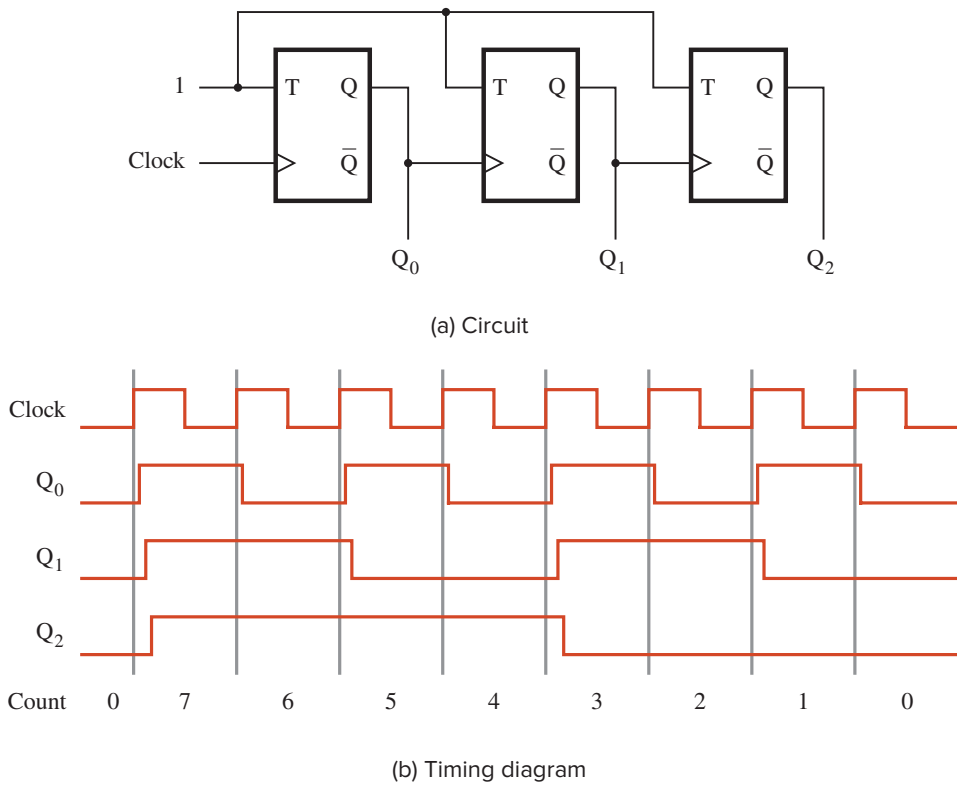 1 T Q T Q T Q
Clock Q̅ Q̅ Q̅
Q₀ Q₁ Q₂
(a) Circuit
Clock
Q₀
Q₁
Q₂
Count 0 7 6 5 4 3 2 1 0
(b) Timing diagram